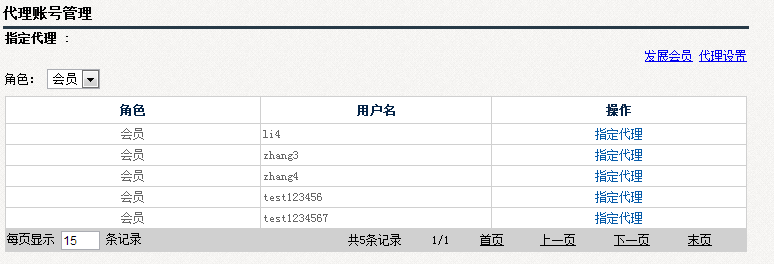 代理账号管理
指定代理 ：
发展会员 代理设置
角色： 会员
角色 用户名 操作
会员 li4 指定代理
会员 zhang3 指定代理
会员 zhang4 指定代理
会员 test123456 指定代理
会员 test1234567 指定代理
每页显示 15 条记录 共5条记录 1/1 首页 上一页 下一页 末页